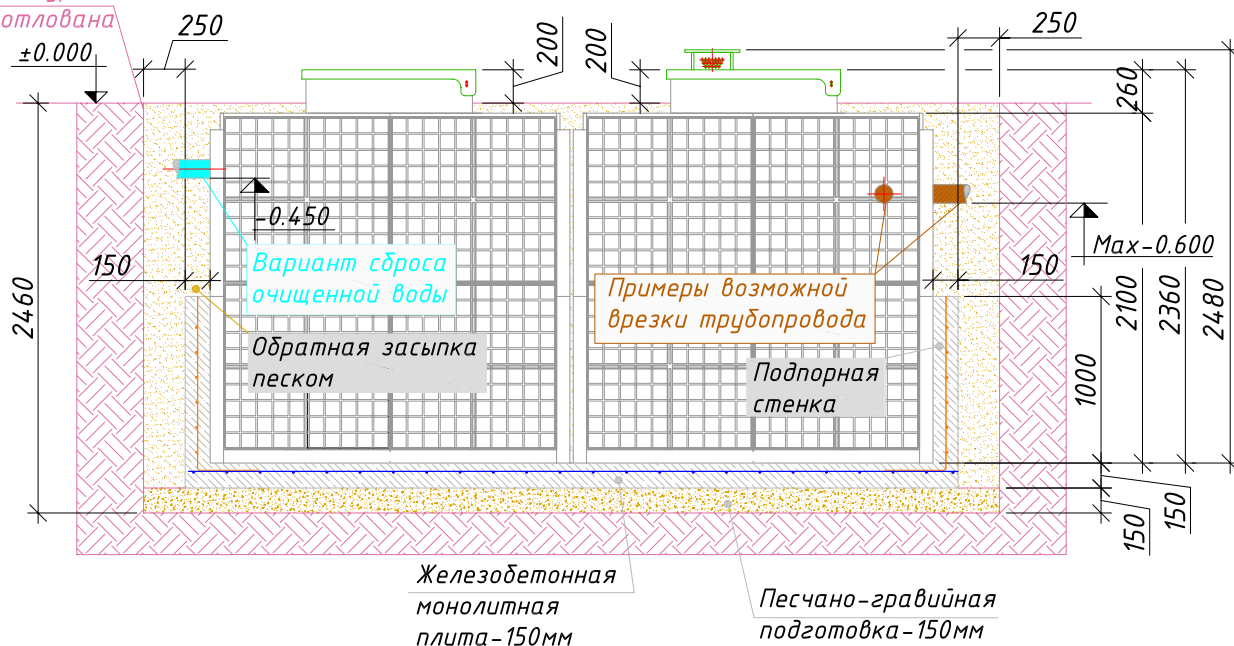 отлована
±0.000
250
200
200
250
260
-0.450
Max-0.600
150
150
Вариант сброса
очищенной воды
Примеры возможной
врезки трубопровода
2460
2100
2360
2480
Обратная засыпка
песком
Подпорная
стенка
1000
150
150
Железобетонная
монолитная
плита-150мм
Песчано-гравийная
подготовка-150мм